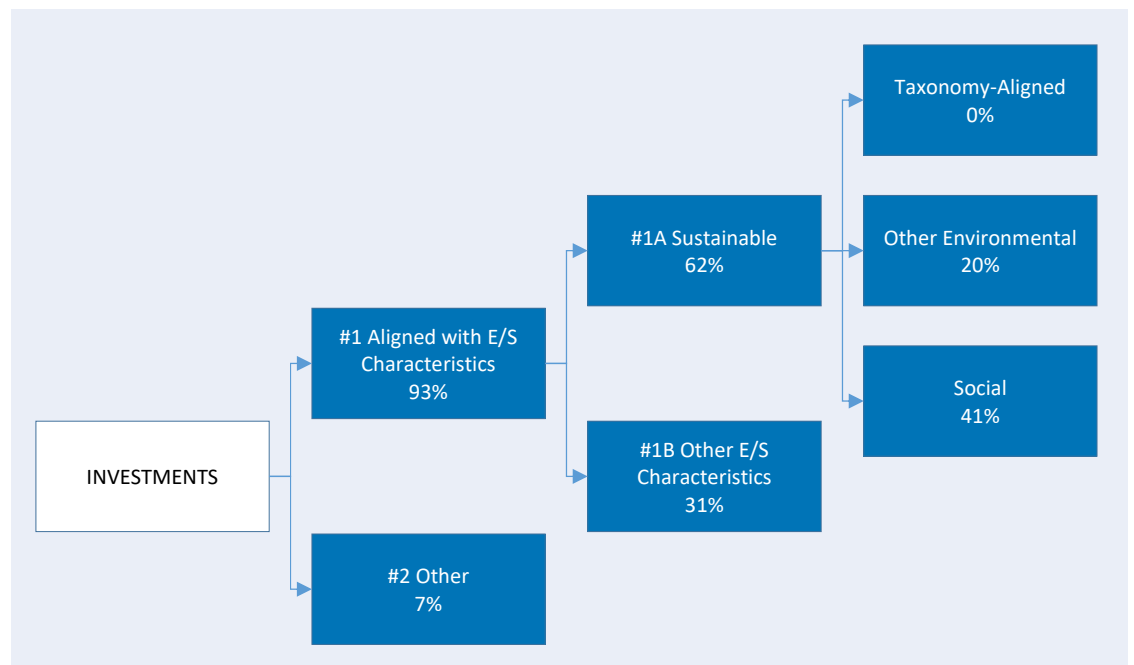 INVESTMENTS
#1 Aligned with E/S
Characteristics
93%
#2 Other
7%
#1A Sustainable
62%
#1B Other E/S
Characteristics
31%
Taxonomy-Aligned
0%
Other Environmental
20%
Social
41%